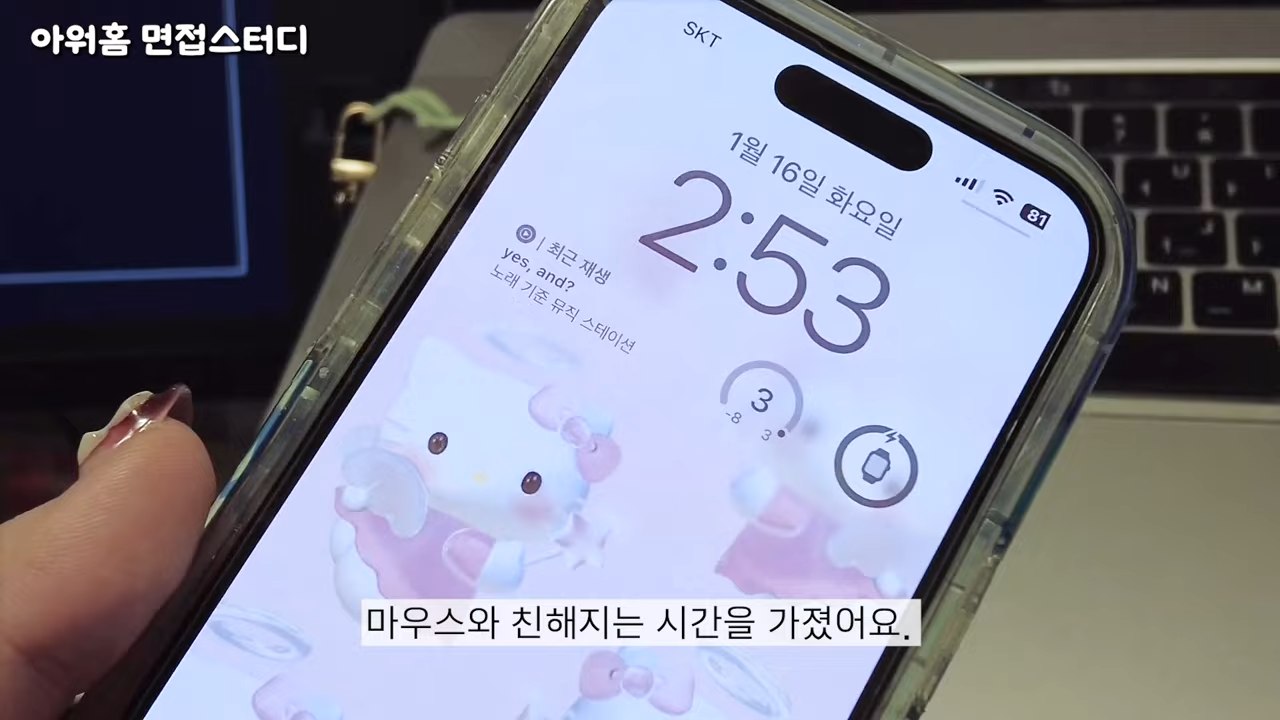 아워홈 면접스터디
SKT
81
1월 16일 화요일
2:53
최근 재생
yes, and?
노래 기준 뮤직 스테이션
3
-8 3
N M
마우스와 친해지는 시간을 가졌어요.